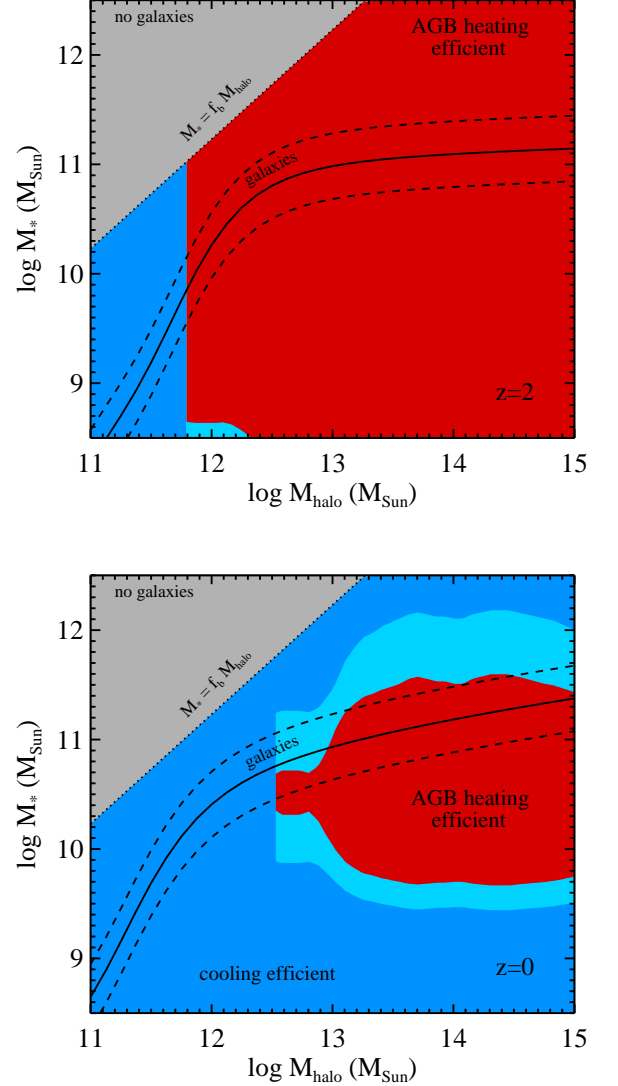 no galaxies
AGB heating
efficient
M* = fb Mhalo
galaxies
12
11
10
9
log M* (MSun)
z=2
11 12 13 14 15
log Mhalo (MSun)
no galaxies
M* = fb Mhalo
galaxies
AGB heating
efficient
12
11
10
9
log M* (MSun)
cooling efficient
z=0
11 12 13 14 15
log Mhalo (MSun)